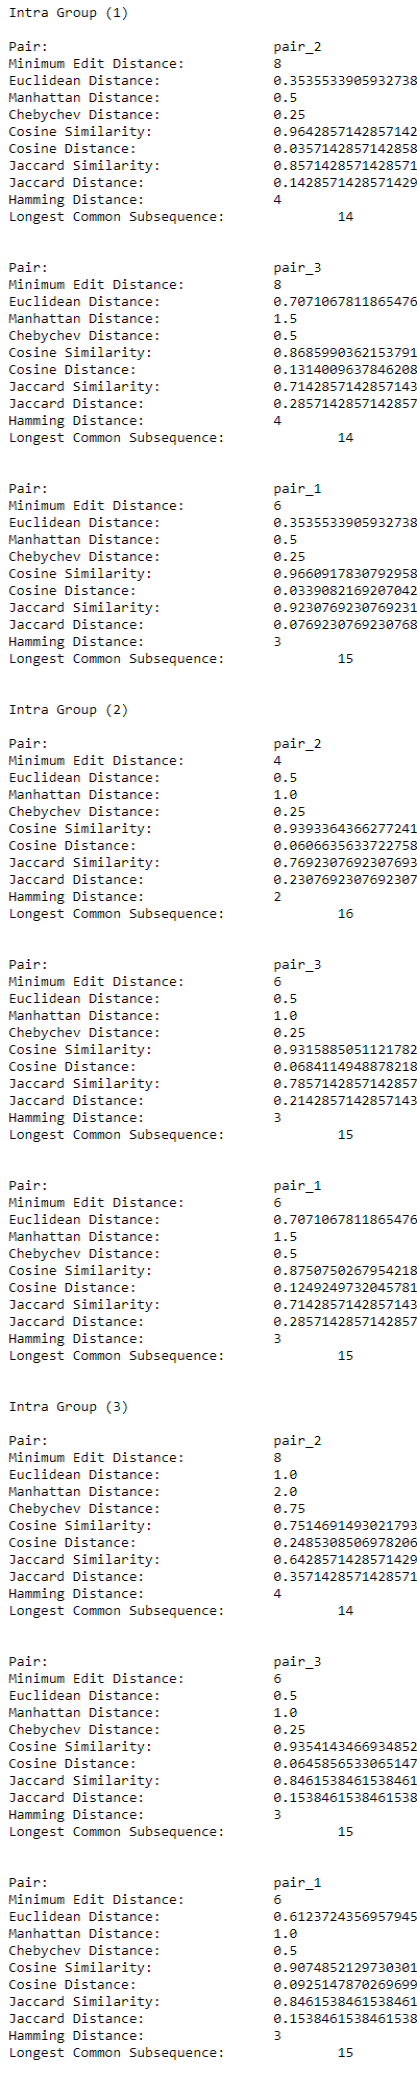 Intra Group (1)
Pair: pair_2
Minimum Edit Distance: 8
Euclidean Distance: 0.3535533905932738
Manhattan Distance: 0.5
Chebychev Distance: 0.25
Cosine Similarity: 0.9642857142857142
Cosine Distance: 0.0357142857142858
Jaccard Similarity: 0.8571428571428571
Jaccard Distance: 0.1428571428571429
Hamming Distance: 4
Longest Common Subsequence: 14
Pair: pair_3
Minimum Edit Distance: 8
Euclidean Distance: 0.7071067811865476
Manhattan Distance: 1.5
Chebychev Distance: 0.5
Cosine Similarity: 0.8685990362153791
Cosine Distance: 0.1314009637846208
Jaccard Similarity: 0.7142857142857143
Jaccard Distance: 0.2857142857142857
Hamming Distance: 4
Longest Common Subsequence: 14
Pair: pair_1
Minimum Edit Distance: 6
Euclidean Distance: 0.3535533905932738
Manhattan Distance: 0.5
Chebychev Distance: 0.25
Cosine Similarity: 0.9660917830792958
Cosine Distance: 0.0339082169207042
Jaccard Similarity: 0.9230769230769231
Jaccard Distance: 0.0769230769230768
Hamming Distance: 3
Longest Common Subsequence: 15
Intra Group (2)
Pair: pair_2
Minimum Edit Distance: 4
Euclidean Distance: 0.5
Manhattan Distance: 1.0
Chebychev Distance: 0.25
Cosine Similarity: 0.9393364366277241
Cosine Distance: 0.0606635633722758
Jaccard Similarity: 0.7692307692307693
Jaccard Distance: 0.2307692307692307
Hamming Distance: 2
Longest Common Subsequence: 16
Pair: pair_3
Minimum Edit Distance: 6
Euclidean Distance: 0.5
Manhattan Distance: 1.0
Chebychev Distance: 0.25
Cosine Similarity: 0.9315885051121782
Cosine Distance: 0.0684114948878218
Jaccard Similarity: 0.7857142857142857
Jaccard Distance: 0.2142857142857143
Hamming Distance: 3
Longest Common Subsequence: 15
Pair: pair_1
Minimum Edit Distance: 6
Euclidean Distance: 0.7071067811865476
Manhattan Distance: 1.5
Chebychev Distance: 0.5
Cosine Similarity: 0.8750750267954218
Cosine Distance: 0.1249249732045781
Jaccard Similarity: 0.7142857142857143
Jaccard Distance: 0.2857142857142857
Hamming Distance: 3
Longest Common Subsequence: 15
Intra Group (3)
Pair: pair_2
Minimum Edit Distance: 8
Euclidean Distance: 1.0
Manhattan Distance: 2.0
Chebychev Distance: 0.75
Cosine Similarity: 0.7514691493021793
Cosine Distance: 0.2485308506978206
Jaccard Similarity: 0.6428571428571429
Jaccard Distance: 0.3571428571428571
Hamming Distance: 4
Longest Common Subsequence: 14
Pair: pair_3
Minimum Edit Distance: 6
Euclidean Distance: 0.5
Manhattan Distance: 1.0
Chebychev Distance: 0.25
Cosine Similarity: 0.9354143466934852
Cosine Distance: 0.0645856533065147
Jaccard Similarity: 0.8461538461538461
Jaccard Distance: 0.1538461538461538
Hamming Distance: 3
Longest Common Subsequence: 15
Pair: pair_1
Minimum Edit Distance: 6
Euclidean Distance: 0.6123724356957945
Manhattan Distance: 1.0
Chebychev Distance: 0.5
Cosine Similarity: 0.9074852129730301
Cosine Distance: 0.0925147870269699
Jaccard Similarity: 0.8461538461538461
Jaccard Distance: 0.1538461538461538
Hamming Distance: 3
Longest Common Subsequence: 15